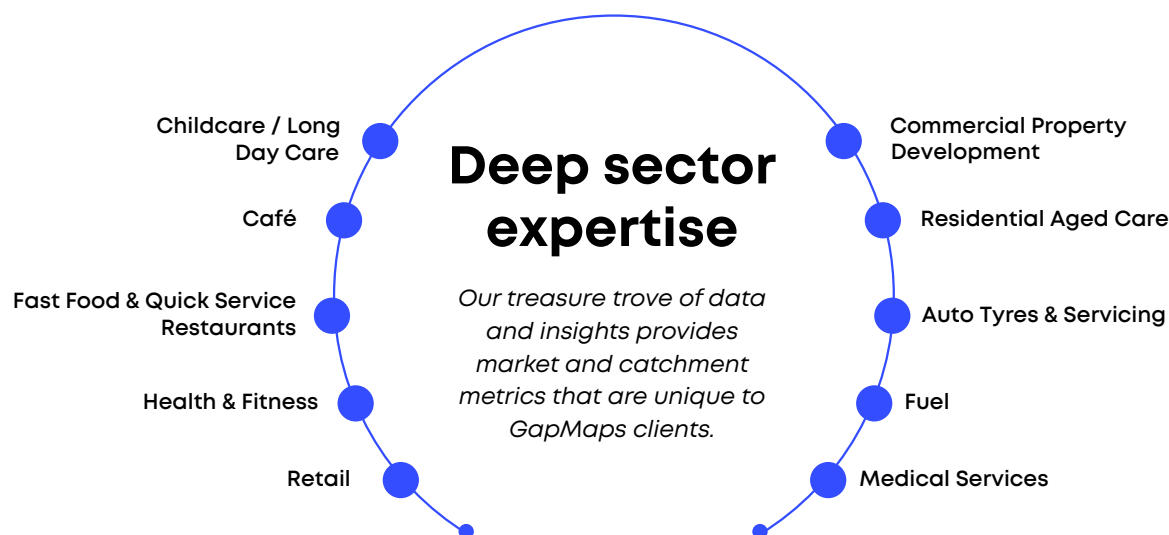 Childcare / Long
Day Care
Café
Fast Food & Quick Service
Restaurants
Health & Fitness
Retail
Deep sector
expertise
Our treasure trove of data
and insights provides
market and catchment
metrics that are unique to
GapMaps clients.
Commercial Property
Development
Residential Aged Care
Auto Tyres & Servicing
Fuel
Medical Services